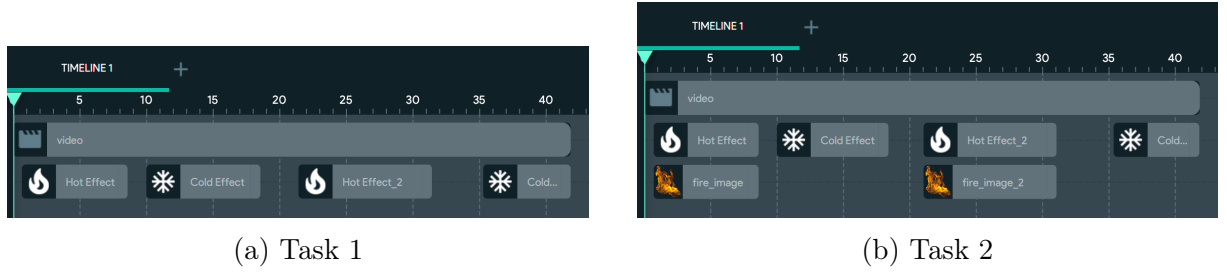 TIMELINE 1 +
5 10 15 20 25 30 35 40
video
Hot Effect Cold Effect Hot Effect_2 Cold...
(a) Task 1
TIMELINE 1 +
5 10 15 20 25 30 35 40
video
Hot Effect Cold Effect Hot Effect_2 Cold...
fire_image fire_image_2
(b) Task 2